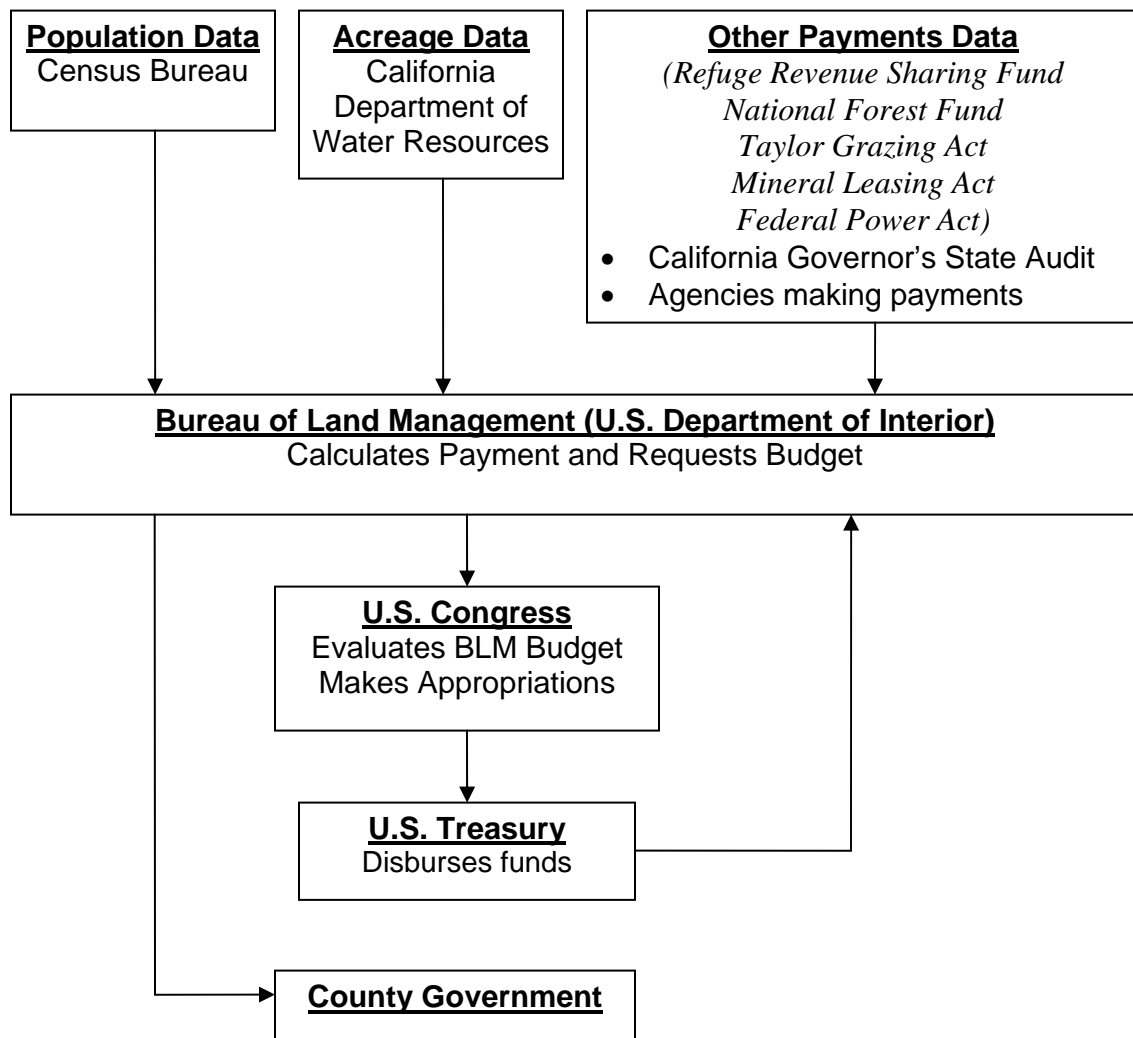 Population Data
Census Bureau
Acreage Data
California
Department of
Water Resources
Other Payments Data
(Refuge Revenue Sharing Fund
National Forest Fund
Taylor Grazing Act
Mineral Leasing Act
Federal Power Act)
• California Governor’s State Audit
• Agencies making payments
Bureau of Land Management (U.S. Department of Interior)
Calculates Payment and Requests Budget
U.S. Congress
Evaluates BLM Budget
Makes Appropriations
U.S. Treasury
Disburses funds
County Government